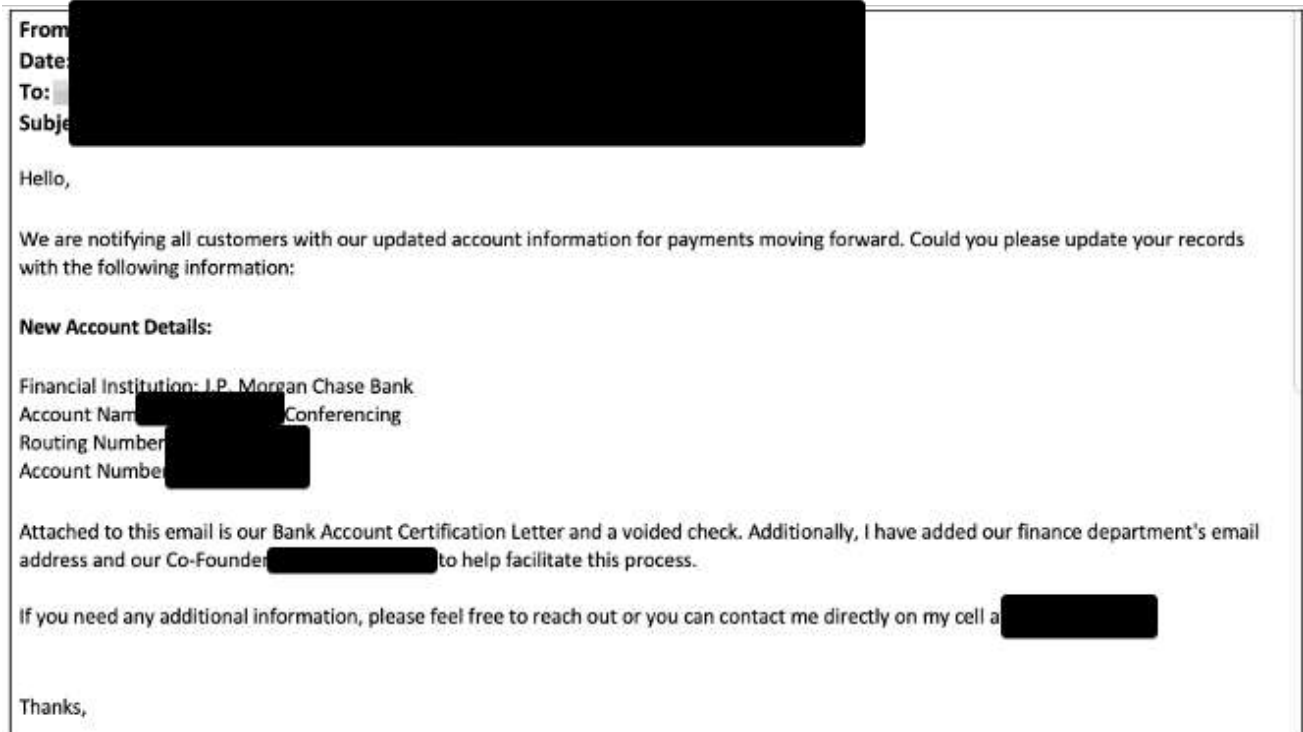 From
Date:
To:
Hello,
We are notifying all customers with our updated account information for payments moving forward. Could you please update your records
with the following information:
New Account Details:
Financial Institution: J.P. Morgan Chase Bank
Account Conferencing
Routing Number
Account
Attached to this email is our Bank Account Certification Letter and a voided check. Additionally, I have added our finance department's email
address and our Co-Founder to help facilitate this process.
If you need any additional information, please feel free to reach out or you can contact me directly on my cell
Thanks,